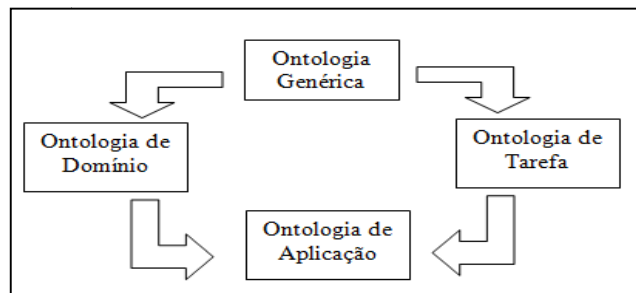 Ontologia
Genérica
Ontologia de
Domínio
Ontologia de
Tarefa
Ontologia de
Aplicação